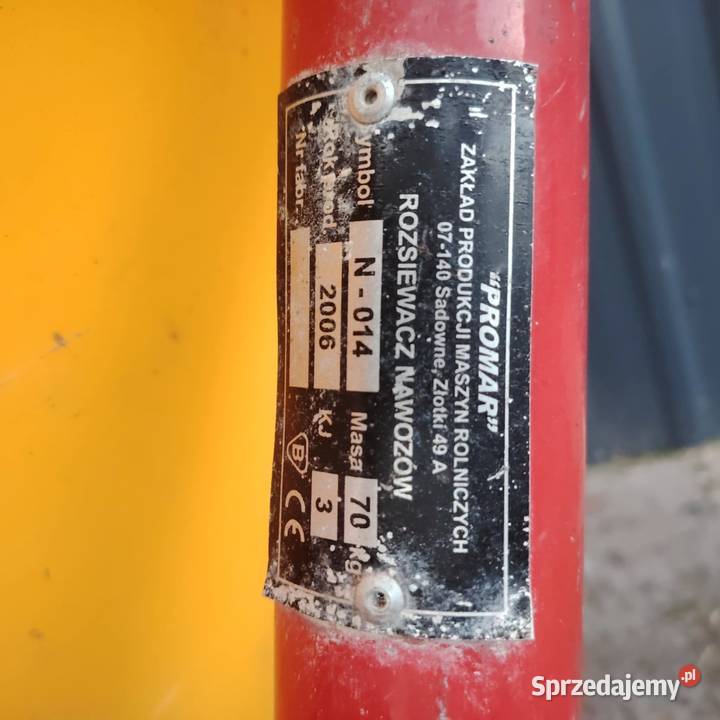 "PROMAR"
ZAKŁAD PRODUKCJI MASZYN ROLNICZYCH
07-140 Sadowne, Złotki 49 A
ROZSIEWACZ NAWOZÓW
ymbol N - 014 Masa 70 kg
Rok prod. 2006 KJ 3
Nr fabr. B CE
Sprzedajemy.pl